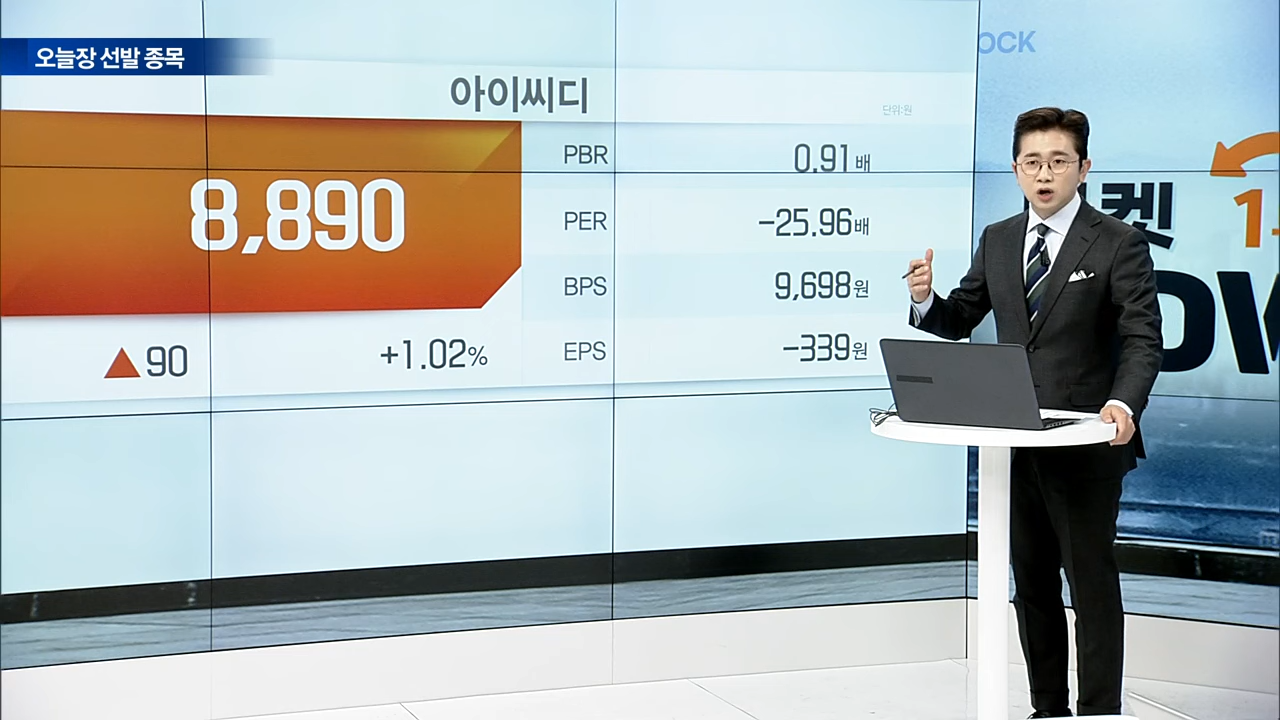 오늘장 선발 종목
아이씨디
단위:원
8,890
▲90 +1.02%
PBR 0.91배
PER -25.96배
BPS 9,698원
EPS -339원
OCK
켓